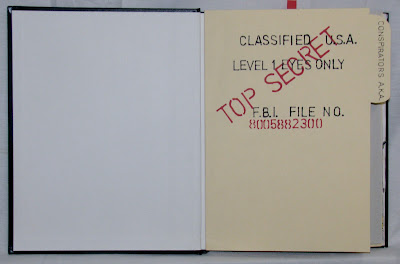 CLASSIFIED U.S.A.
LEVEL 1 EYES ONLY
TOP SECRET
F.B.I. FILE NO.
8005882300
CONSPIRATORS A.K.A.